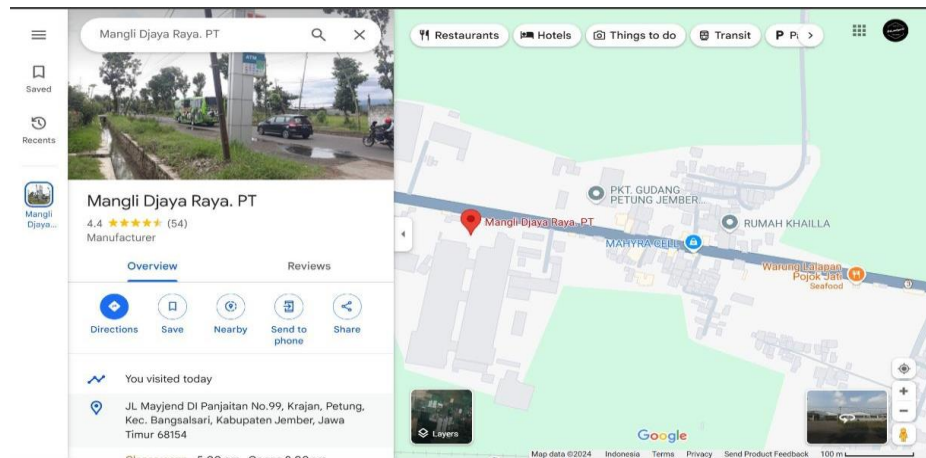 Mangli Djaya Raya. PT
Saved
Recents
Mangli
Djaya...
ATM
Mangli Djaya Raya. PT
4.4 (54)
Manufacturer
Overview
Reviews
Directions
Save
Nearby
Send to
phone
Share
You visited today
JL Mayjend DI Panjaitan No.99, Krajan, Petung,
Kec. Bangsalsari, Kabupaten Jember, Jawa
Timur 68154
Restaurants
Hotels
Things to do
Transit
P
PKT. GUDANG
PETUNG JEMBER...
Mangli Djaya Raya. PT
RUMAH KHAILLA
MAHYRA CELL
Warung Lalapan
Pojok Jati
Seafood
Layers
Google
Map data ©2024 Indonesia Terms Privacy Send Product Feedback 100 m